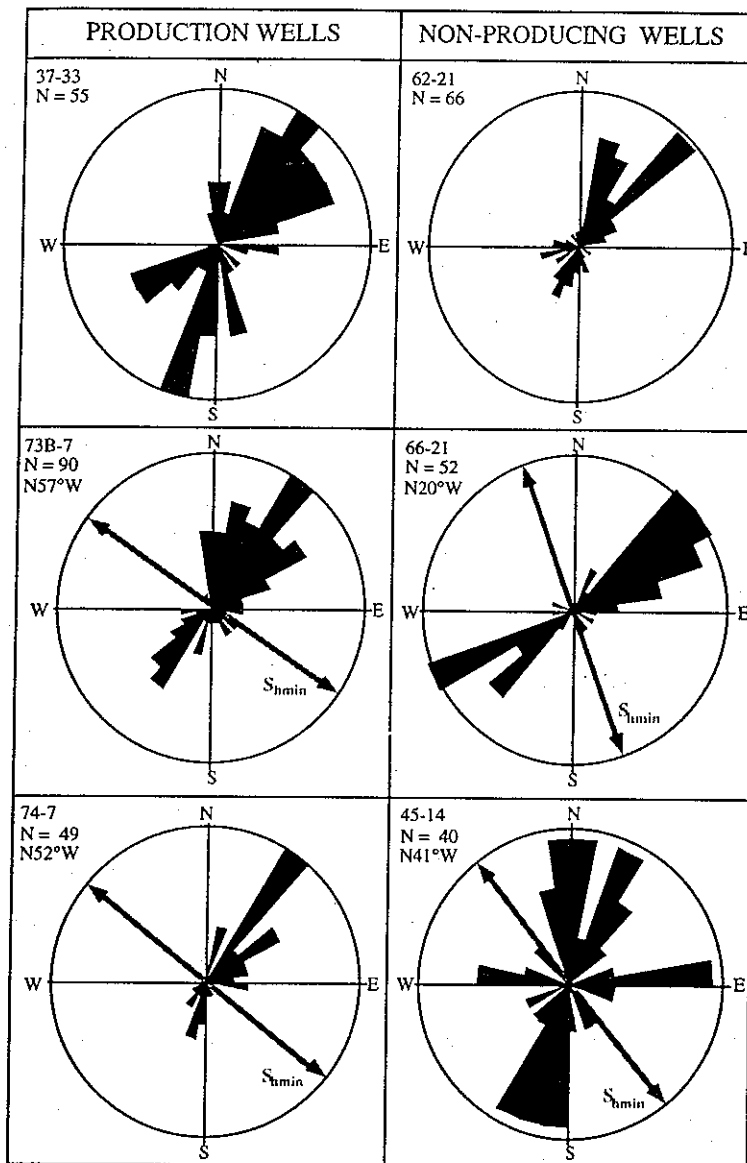 PRODUCTION WELLS
NON-PRODUCING WELLS
37-33
N = 55
N
W
E
S
62-21
N = 66
N
W
E
S
73B-7
N = 90
N57°W
N
W
E
S
Shmin
66-21
N = 52
N20°W
N
W
E
S
Shmin
74-7
N = 49
N52°W
N
W
E
S
Shmin
45-14
N = 40
N41°W
N
W
E
S
Shmin